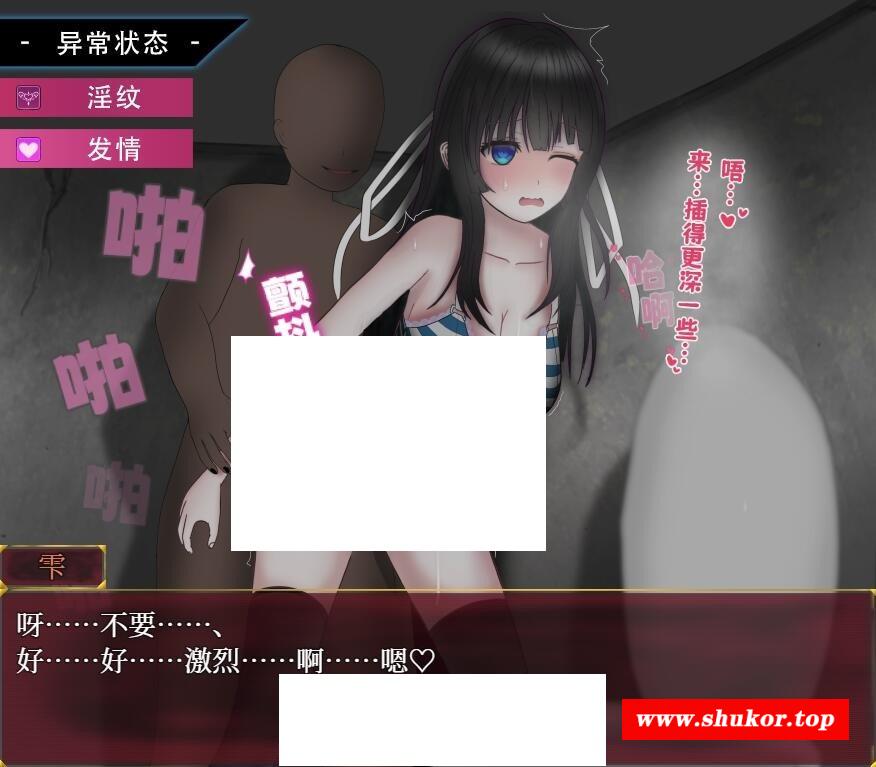 - 异常状态 -
淫纹
发情
啪
啪
啪
颤抖
唔…
来…插得更深一些…
哈啊
雫
呀……不要……、
好……好……激烈……啊……嗯♡
www.shukor.top